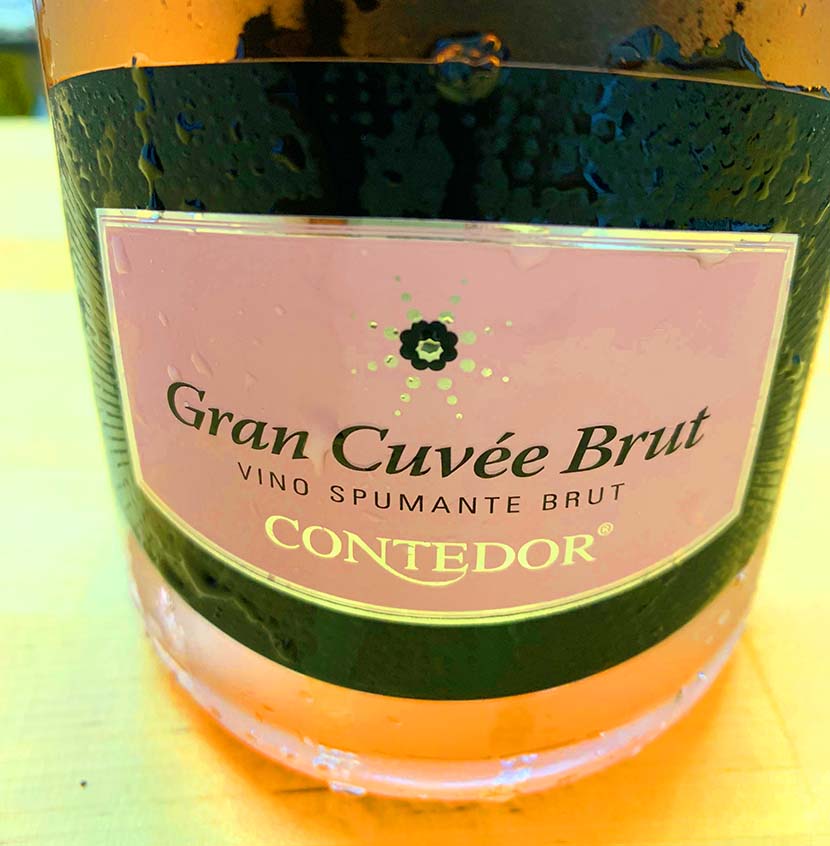 Gran Cuvée Brut
VINO SPUMANTE BRUT
CONTEDOR®